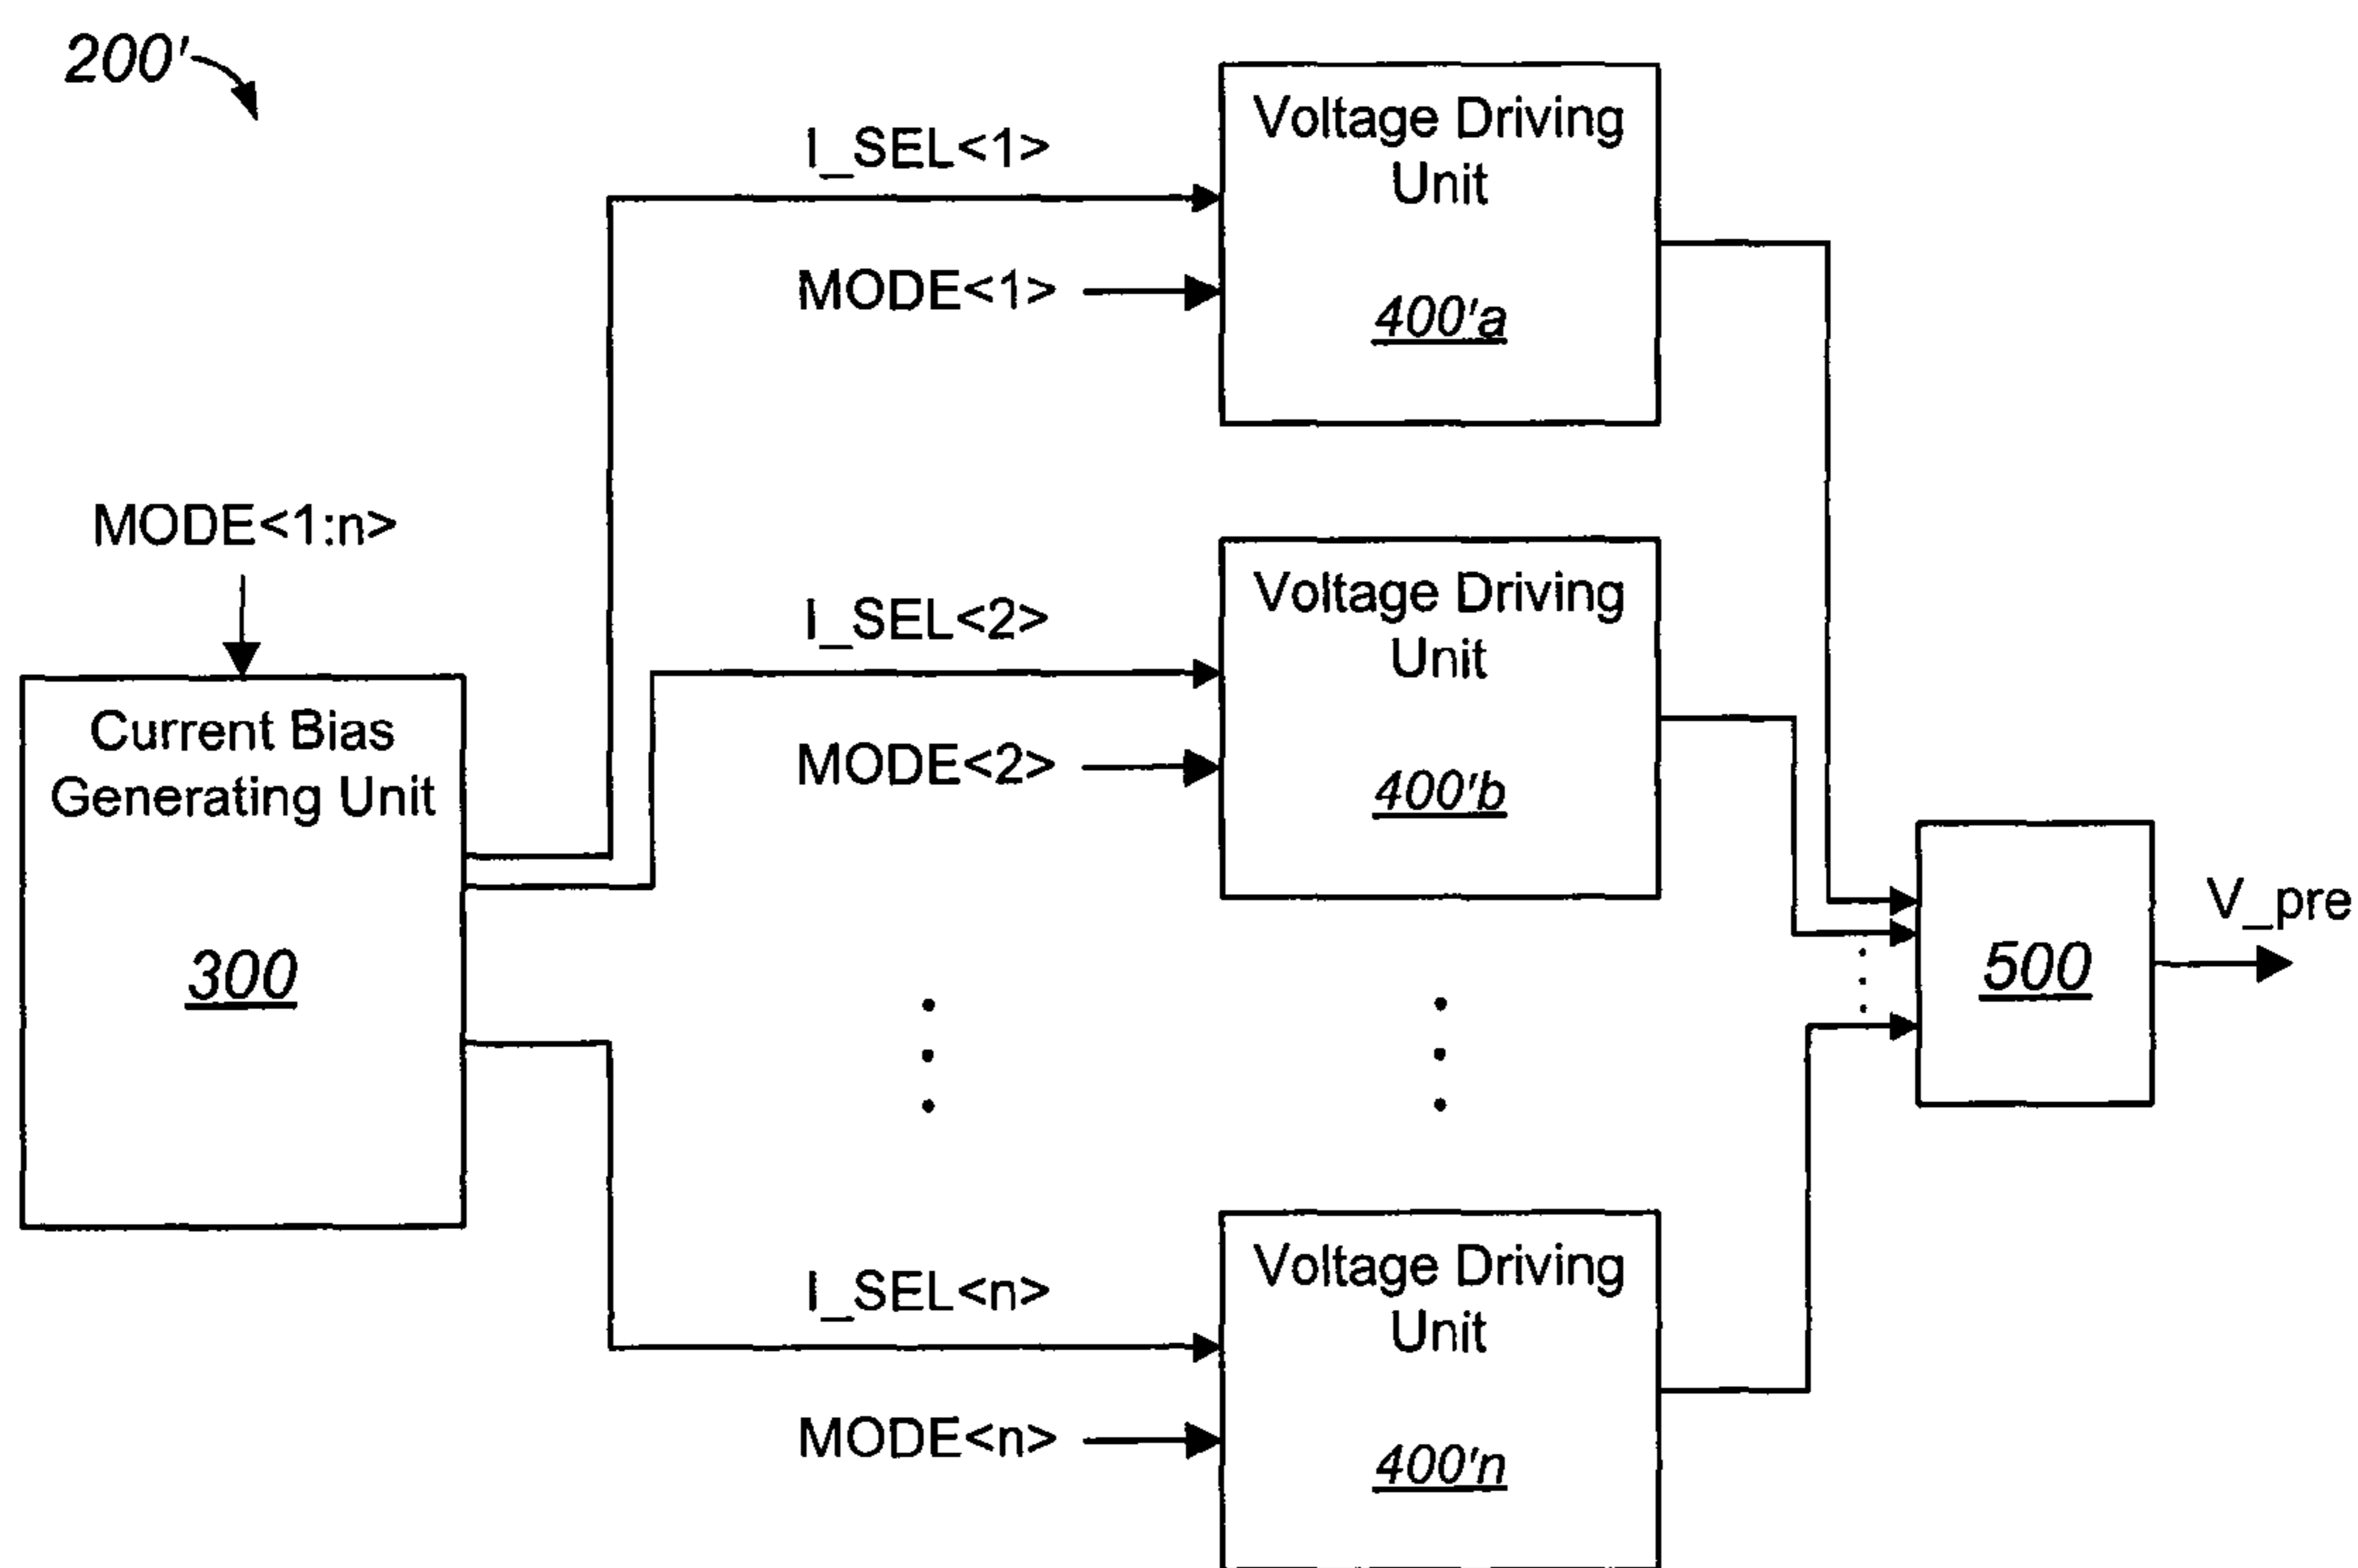 200'
I_SEL<1>
MODE<1>
Voltage Driving
Unit
400'a
MODE<1:n>
Current Bias
Generating Unit
300
I_SEL<2>
MODE<2>
Voltage Driving
Unit
400'b
500
V_pre
I_SEL<n>
MODE<n>
Voltage Driving
Unit
400'n